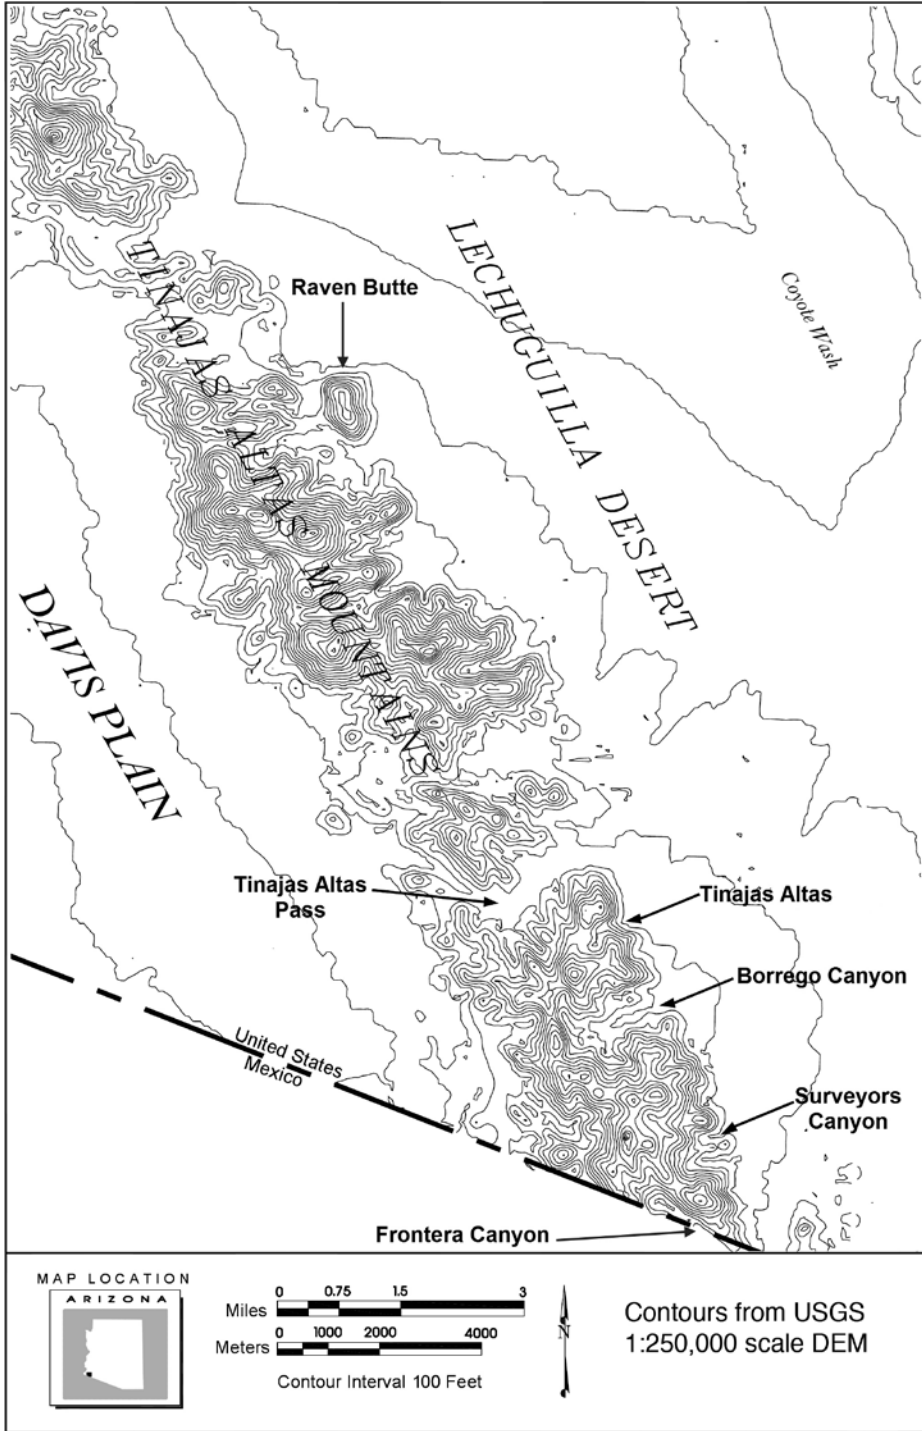 Raven Butte
TINAJAS ALTAS MOUNTAINS
LECHUGUILLA DESERT
Coyote Wash
DAVIS PLAIN
Tinajas Altas
Pass
Tinajas Altas
Borrego Canyon
United States
Mexico
Surveyors
Canyon
Frontera Canyon
MAP LOCATION
ARIZONA
Miles
0 0.75 1.5 3
Meters
0 1000 2000 4000
Contour Interval 100 Feet
N
Contours from USGS
1:250,000 scale DEM